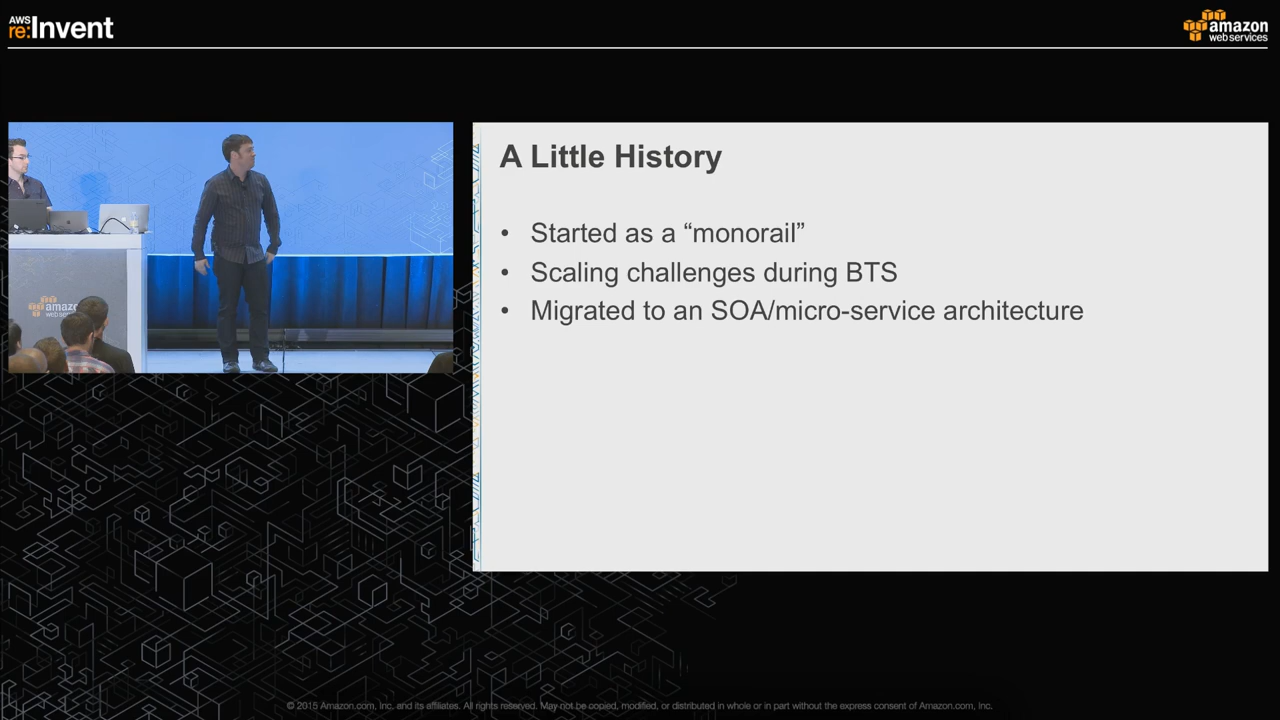 AWS
re:Invent
amazon
web services
A Little History
• Started as a “monorail”
• Scaling challenges during BTS
• Migrated to an SOA/micro-service architecture
amazon
© 2015 Amazon.com, Inc. and its affiliates. All rights reserved. May not be copied, modified, or distributed in whole or in part without the express consent of Amazon.com, Inc.